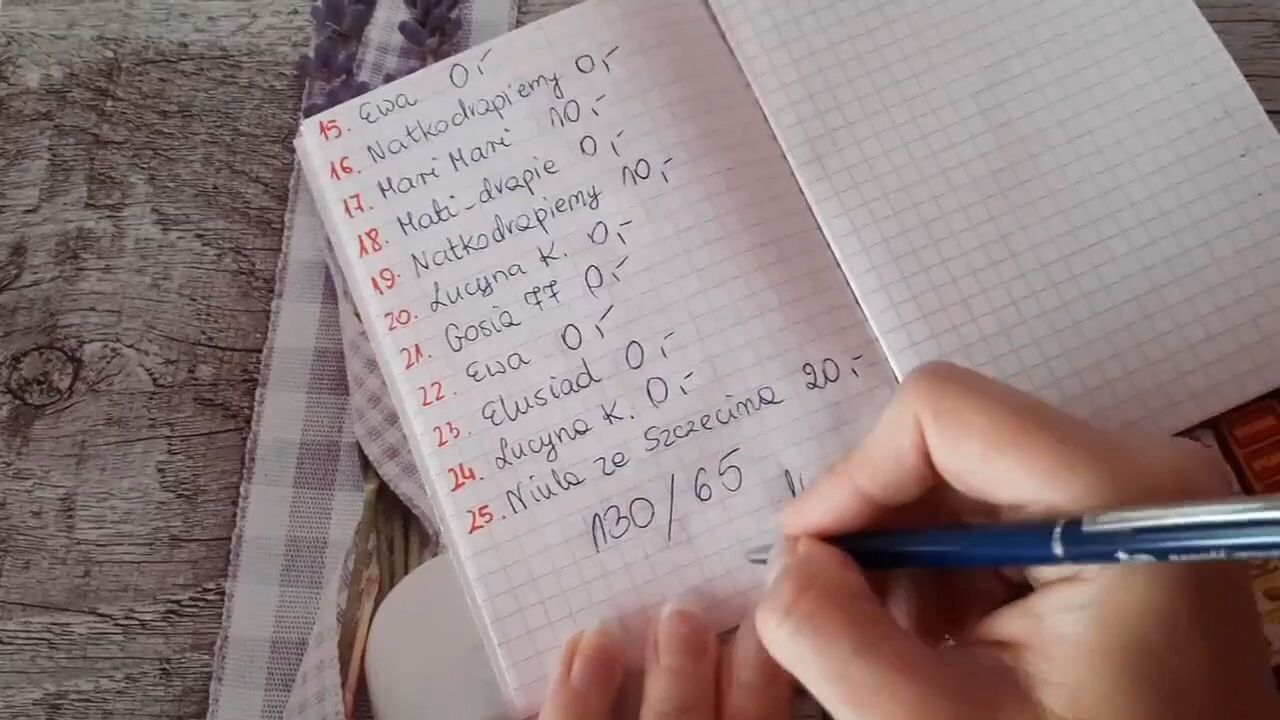 15. Ewa 0,-
16. Natkodrapiemy 0,-
17. Mari Mari 10,-
18. Mati-drapie 0,-
19. Natkodrapiemy 10,-
20. Lucyna K. 0,-
21. Gosia 77 0,-
22. Ewa 0,-
23. Elusiad 0,-
24. Lucyna K. 0,-
25. Niula ze Szczecina 20,-
130/65